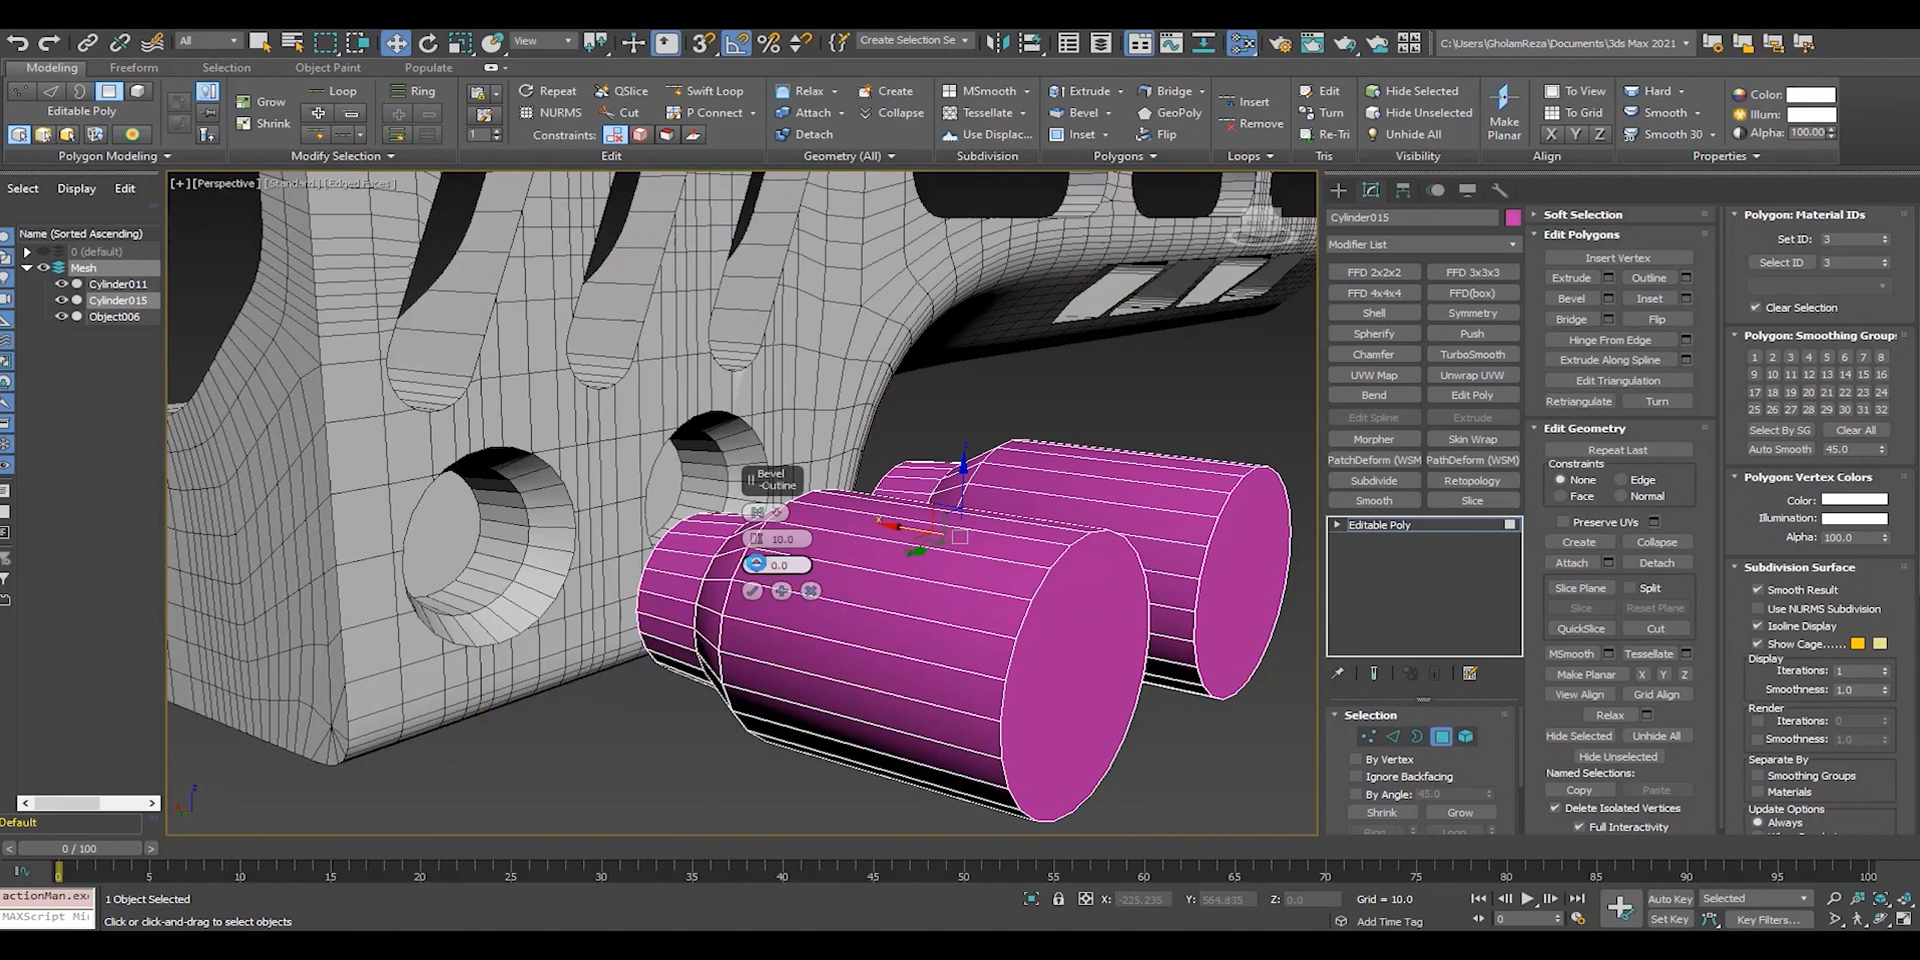 All
View
Create Selection Se
C:\Users\GholamReza\Documents\3ds Max 2021
Modeling Freeform Selection Object Paint Populate
Editable Poly
Polygon Modeling
Grow
Shrink
Loop
Ring
Modify Selection
1
Repeat QSlice Swift Loop
NURMS Cut P Connect
Constraints:
Edit
Relax Create
Attach Collapse
Detach
Geometry (All)
MSmooth
Tessellate
Use Displac...
Subdivision
Extrude Bridge
Bevel GeoPoly
Inset Flip
Polygons
Insert
Remove
Loops
Edit
Turn
Re-Tri
Tris
Hide Selected
Hide Unselected
Unhide All
Visibility
Make
Planar
To View
To Grid
X Y Z
Align
Hard
Smooth
Smooth 30
Color:
Illum:
Alpha: 100.00
Properties
Select Display Edit
Name (Sorted Ascending)
0 (default)
Mesh
Cylinder011
Cylinder015
Object006
Default
[+] [Perspective] [Standard] [Edged Faces]
Bevel
-Outline
10.0
0.0
x
z
Cylinder015
Modifier List
FFD 2x2x2 FFD 3x3x3
FFD 4x4x4 FFD(box)
Shell Symmetry
Spherify Push
Chamfer TurboSmooth
UVW Map Unwrap UVW
Bend Edit Poly
Edit Spline Extrude
Morpher Skin Wrap
PatchDeform (WSM) PathDeform (WSM)
Subdivide Retopology
Smooth Slice
Editable Poly
Selection
By Vertex
Ignore Backfacing
By Angle: 45.0
Shrink Grow
Ring Loop
Soft Selection
Edit Polygons
Insert Vertex
Extrude Outline
Bevel Inset
Bridge Flip
Hinge From Edge
Extrude Along Spline
Edit Triangulation
Retriangulate Turn
Edit Geometry
Repeat Last
Constraints
None Edge
Face Normal
Preserve UVs
Create Collapse
Attach Detach
Slice Plane Split
Slice Reset Plane
QuickSlice Cut
MSmooth Tessellate
Make Planar X Y Z
View Align Grid Align
Relax
Hide Selected Unhide All
Hide Unselected
Named Selections:
Copy Paste
Delete Isolated Vertices
Full Interactivity
Polygon: Material IDs
Set ID: 3
Select ID 3
Clear Selection
Polygon: Smoothing Groups
1 2 3 4 5 6 7 8
9 10 11 12 13 14 15 16
17 18 19 20 21 22 23 24
25 26 27 28 29 30 31 32
Select By SG Clear All
Auto Smooth 45.0
Polygon: Vertex Colors
Color:
Illumination:
Alpha: 100.0
Subdivision Surface
Smooth Result
Use NURMS Subdivision
Isoline Display
Show Cage......
Display
Iterations: 1
Smoothness: 1.0
Render
Iterations: 0
Smoothness: 1.0
Separate By
Smoothing Groups
Materials
Update Options
Always
< 0 / 100 >
5 10 15 20 25 30 35 40 45 50 55 60 65 70 75 80 85 90 95 100
actionMan.exe
MAXScript Mi
1 Object Selected
Click or click-and-drag to select objects
X: -225.235 Y: 564.835 Z: 0.0 Grid = 10.0
Add Time Tag
0
Auto Key Selected
Set Key Key Filters...